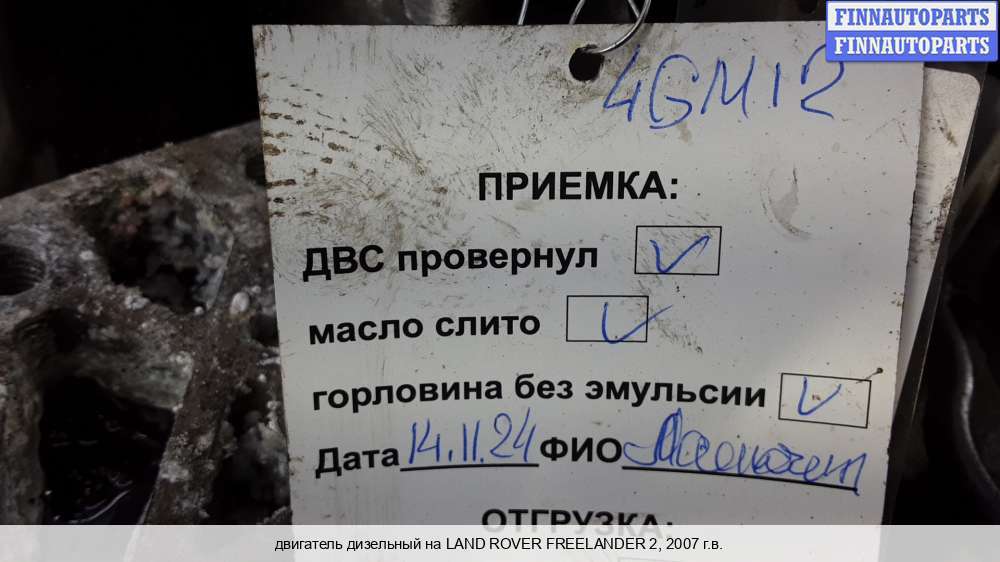 FINNAUTOPARTS
FINNAUTOPARTS
4GM12
ПРИЕМКА:
ДВС провернул
масло слито
горловина без эмульсии
Дата 14.11.24 ФИО
ОТГРУЗКА:
двигатель дизельный на LAND ROVER FREELANDER 2, 2007 г.в.